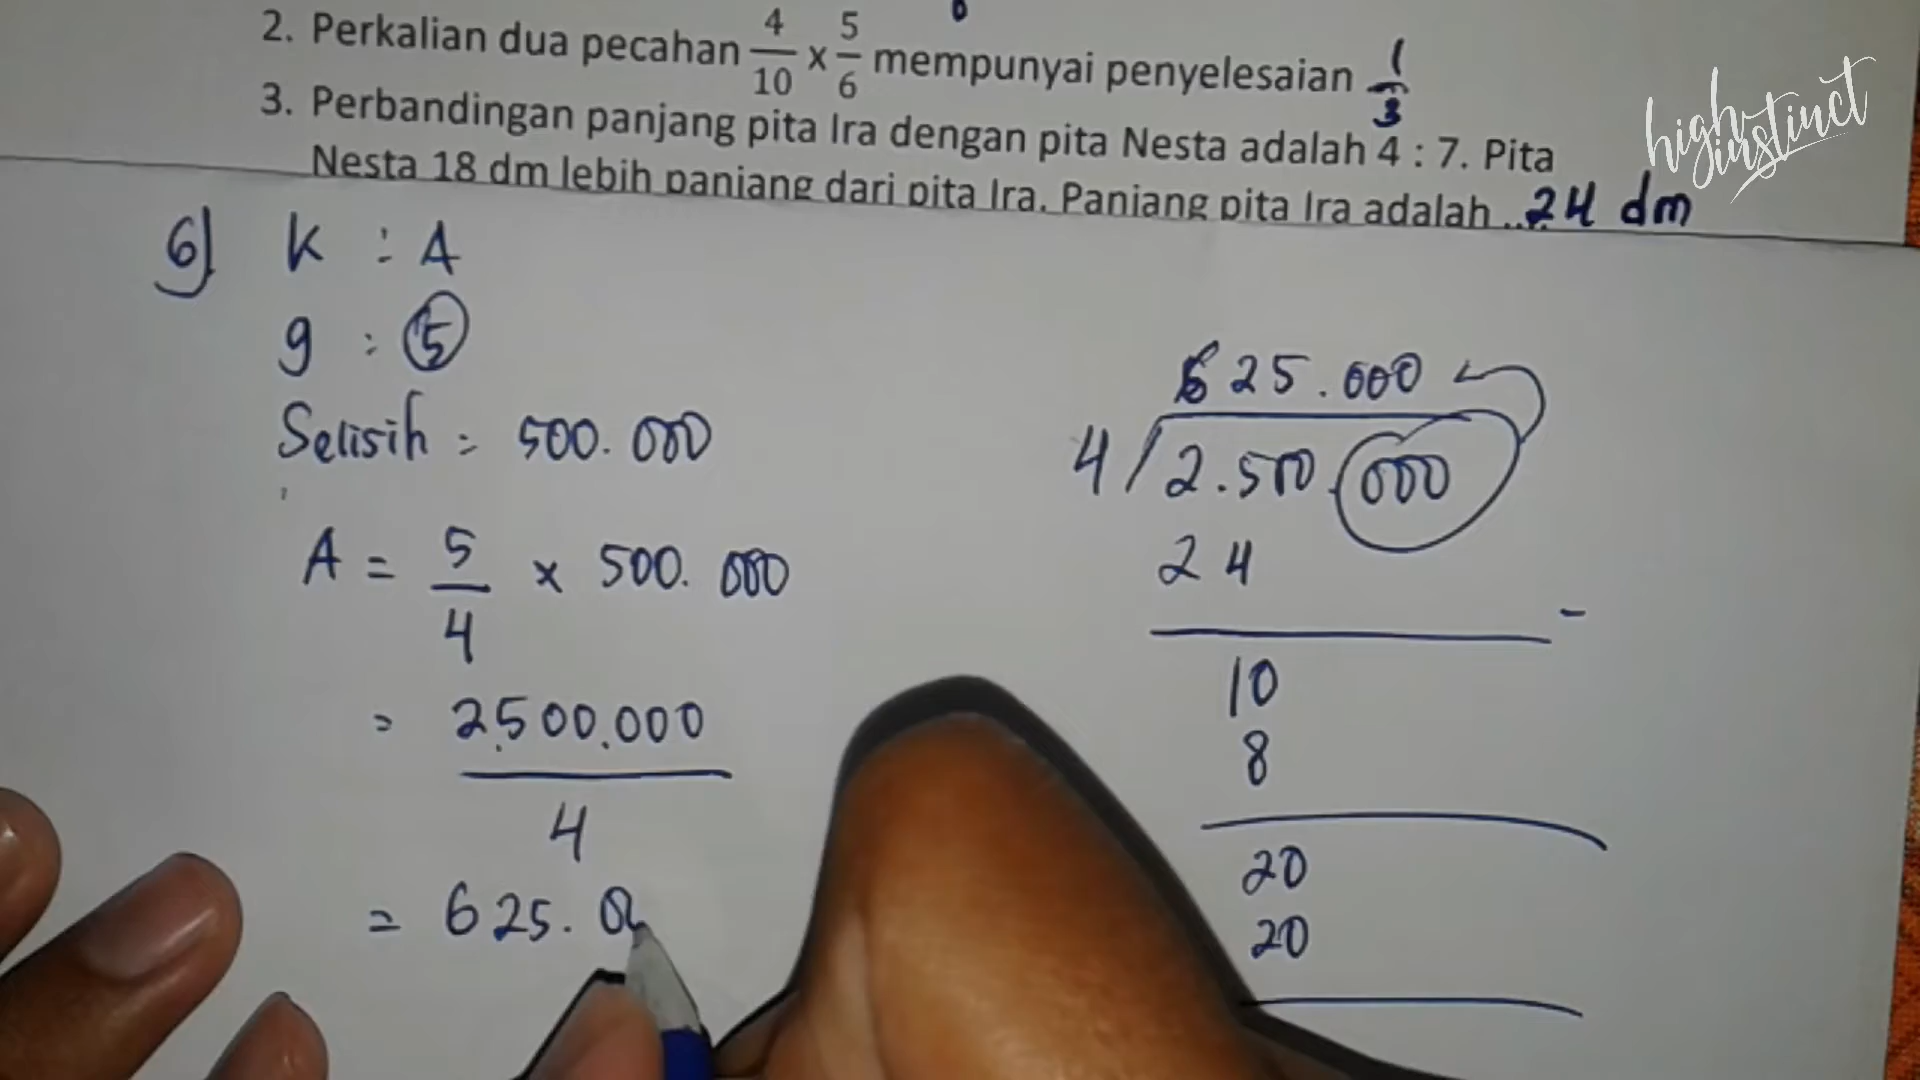 2. Perkalian dua pecahan 4/10 x 5/6 mempunyai penyelesaian 1/3
3. Perbandingan panjang pita Ira dengan pita Nesta adalah 4 : 7. Pita
Nesta 18 dm lebih panjang dari pita Ira. Panjang pita Ira adalah ... 24 dm
high instinct
6) K : A
9 : 5
Selisih = 500.000
A = 5/4 x 500.000
= 2.500.000/4
= 625.0
625.000
4 / 2.500.000
24
-
10
8
20
20